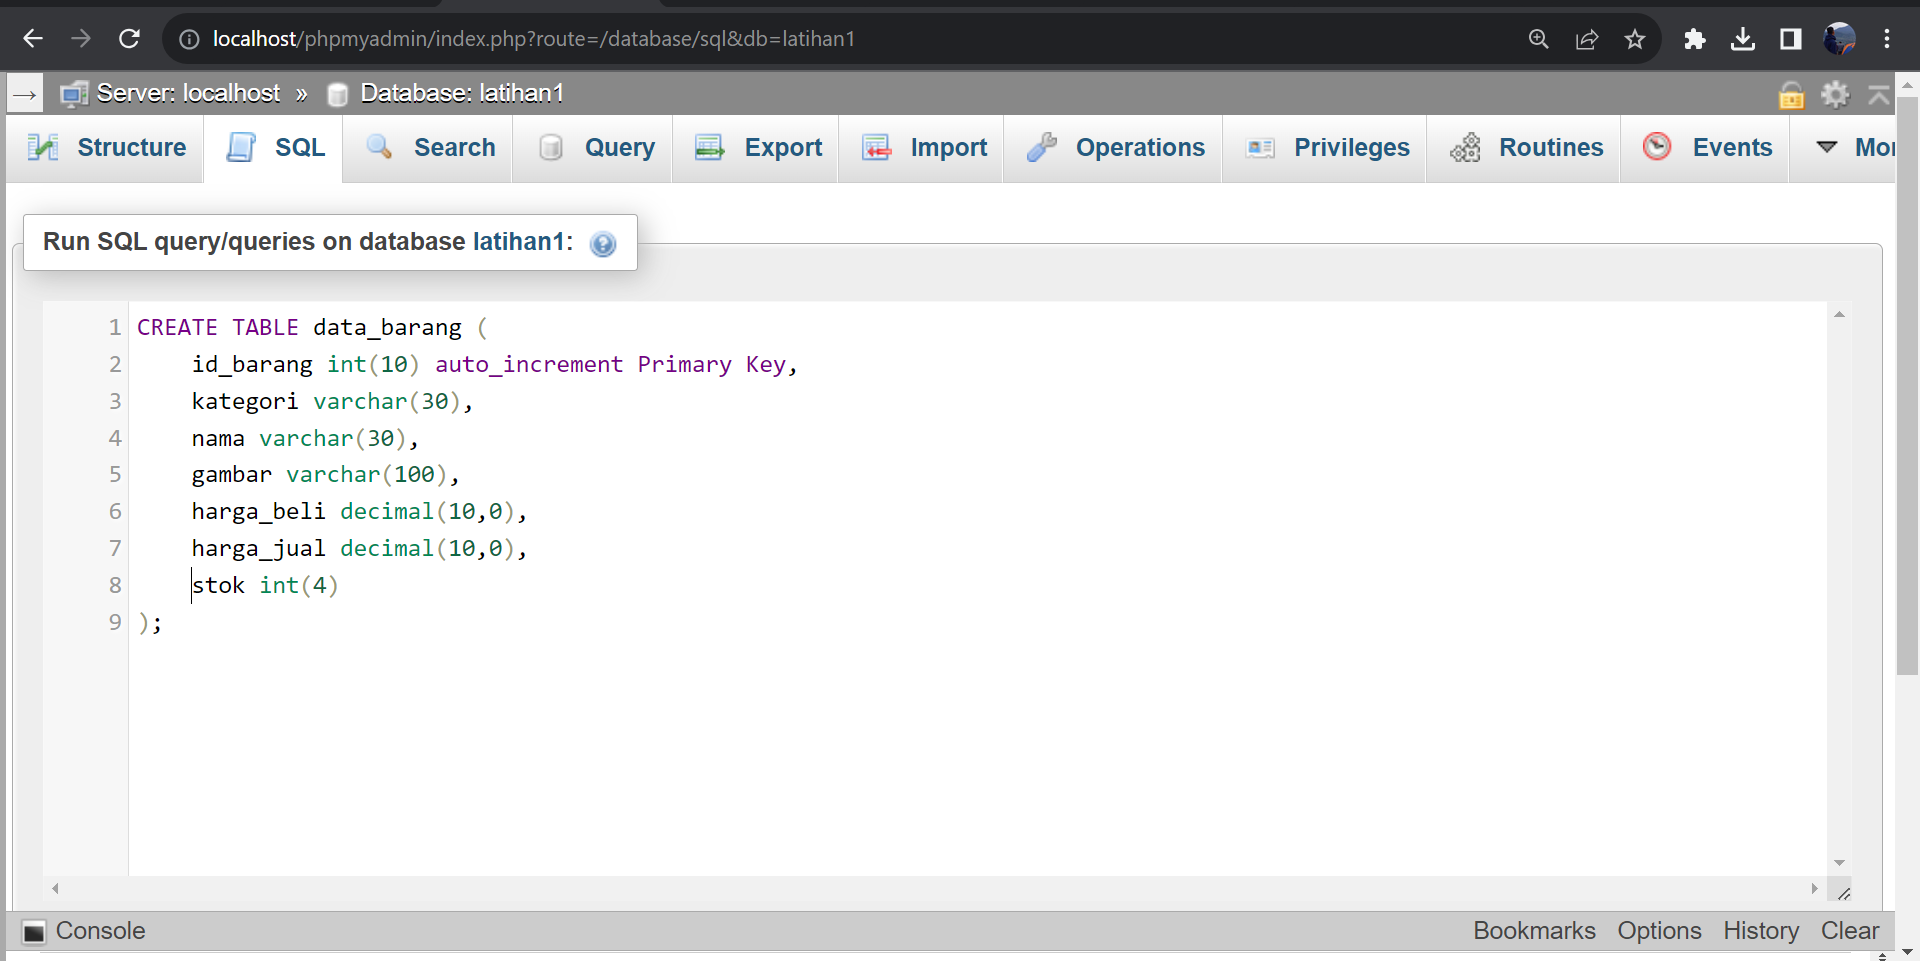 localhost/phpmyadmin/index.php?route=/database/sql&db=latihan1
Server: localhost » Database: latihan1
Structure SQL Search Query Export Import Operations Privileges Routines Events
Run SQL query/queries on database latihan1:
1 CREATE TABLE data_barang (
2 id_barang int(10) auto_increment Primary Key,
3 kategori varchar(30),
4 nama varchar(30),
5 gambar varchar(100),
6 harga_beli decimal(10,0),
7 harga_jual decimal(10,0),
8 stok int(4)
9 );
Console Bookmarks Options History Clear